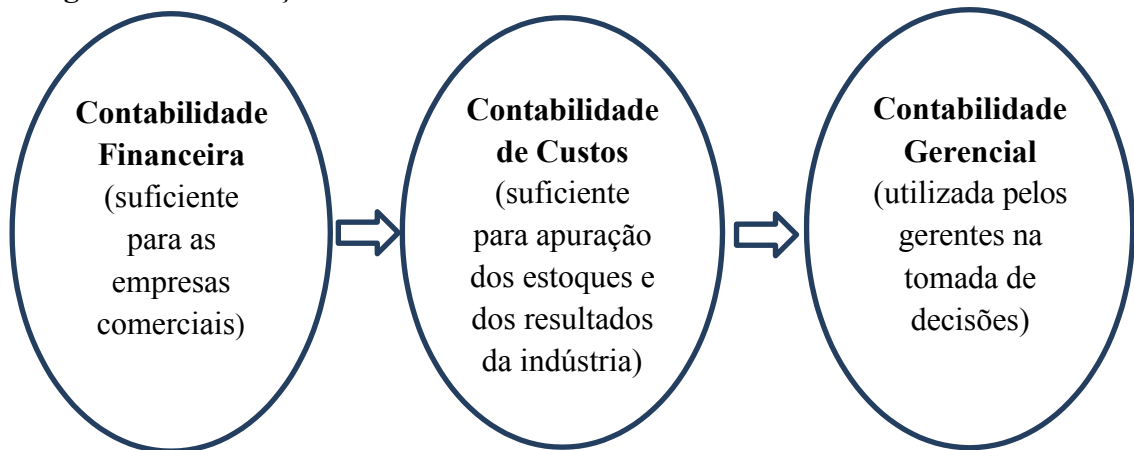 Contabilidade
Financeira
(suficiente
para as
empresas
comerciais)
Contabilidade
de Custos
(suficiente
para apuração
dos estoques e
dos resultados
da indústria)
Contabilidade
Gerencial
(utilizada pelos
gerentes na
tomada de
decisões)